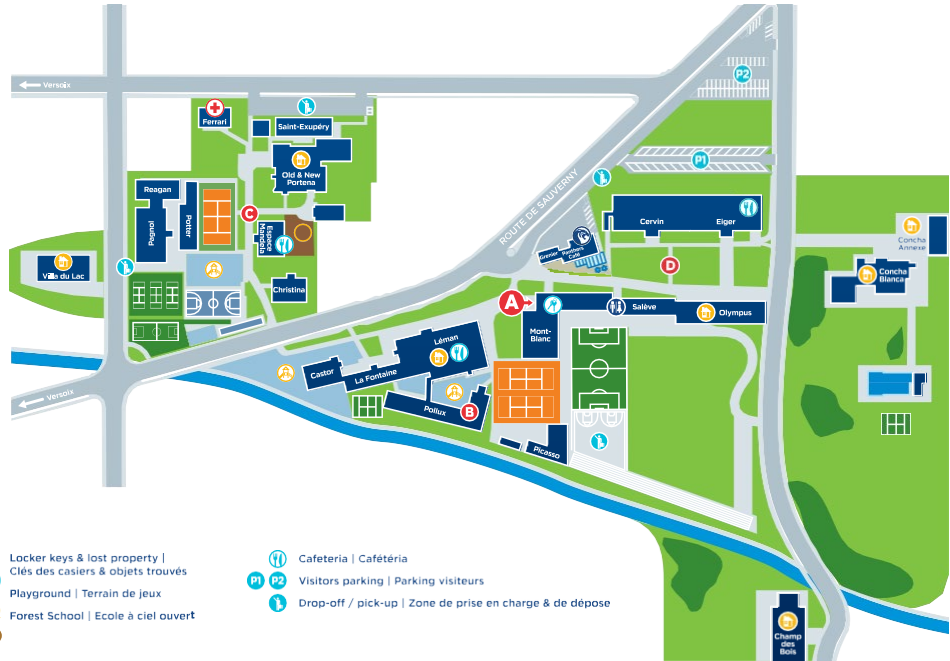 P2
Versoix
Ferrari
Saint-Exupéry
P1
Old & New
Portena
Reagan
Potter
Pagnol
C
Espace
Mandela
ROUTE DE SAUVERNY
Cervin
Eiger
Concha
Annexe
Villa du Lac
Grenier
Panthers
Café
D
Concha
Blanca
Christina
A
Salève
Olympus
Mont-
Blanc
Léman
Castor
La Fontaine
Pollux
B
Versoix
Picasso
Locker keys & lost property |
Clés des casiers & objets trouvés
Playground | Terrain de jeux
Forest School | Ecole à ciel ouvert
Cafeteria | Cafétéria
P1 P2 Visitors parking | Parking visiteurs
Drop-off / pick-up | Zone de prise en charge & de dépose
Champ
des
Bois